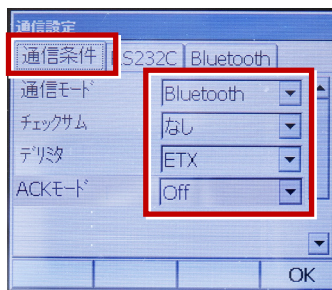 通信設定
通信条件 RS232C Bluetooth
通信モード Bluetooth
チェックサム なし
デリミタ ETX
ACKモード Off
OK